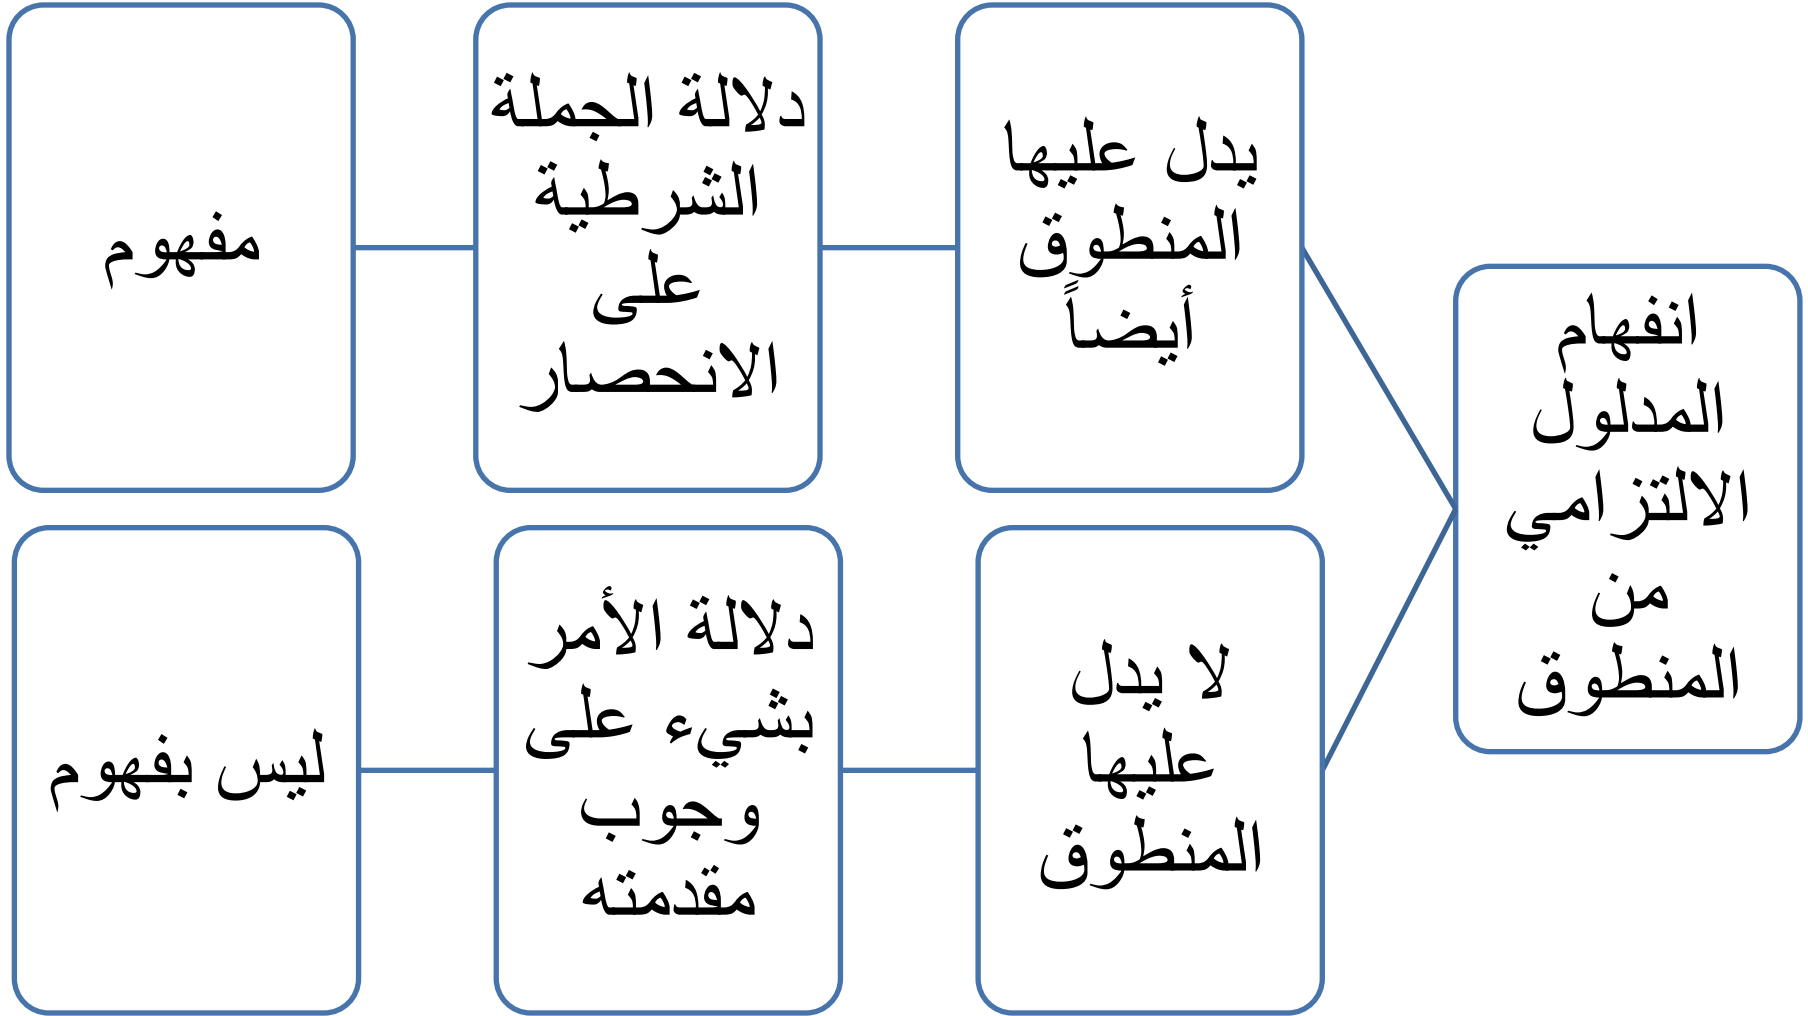 انفهام
المدلول
الالتزامي
من
المنطوق
يدل عليها
المنطوق
أيضاً
دلالة الجملة
الشرطية
على
الانحصار
مفهوم
لا يدل
عليها
المنطوق
دلالة الأمر
بشيء على
وجوب
مقدمته
ليس بفهوم